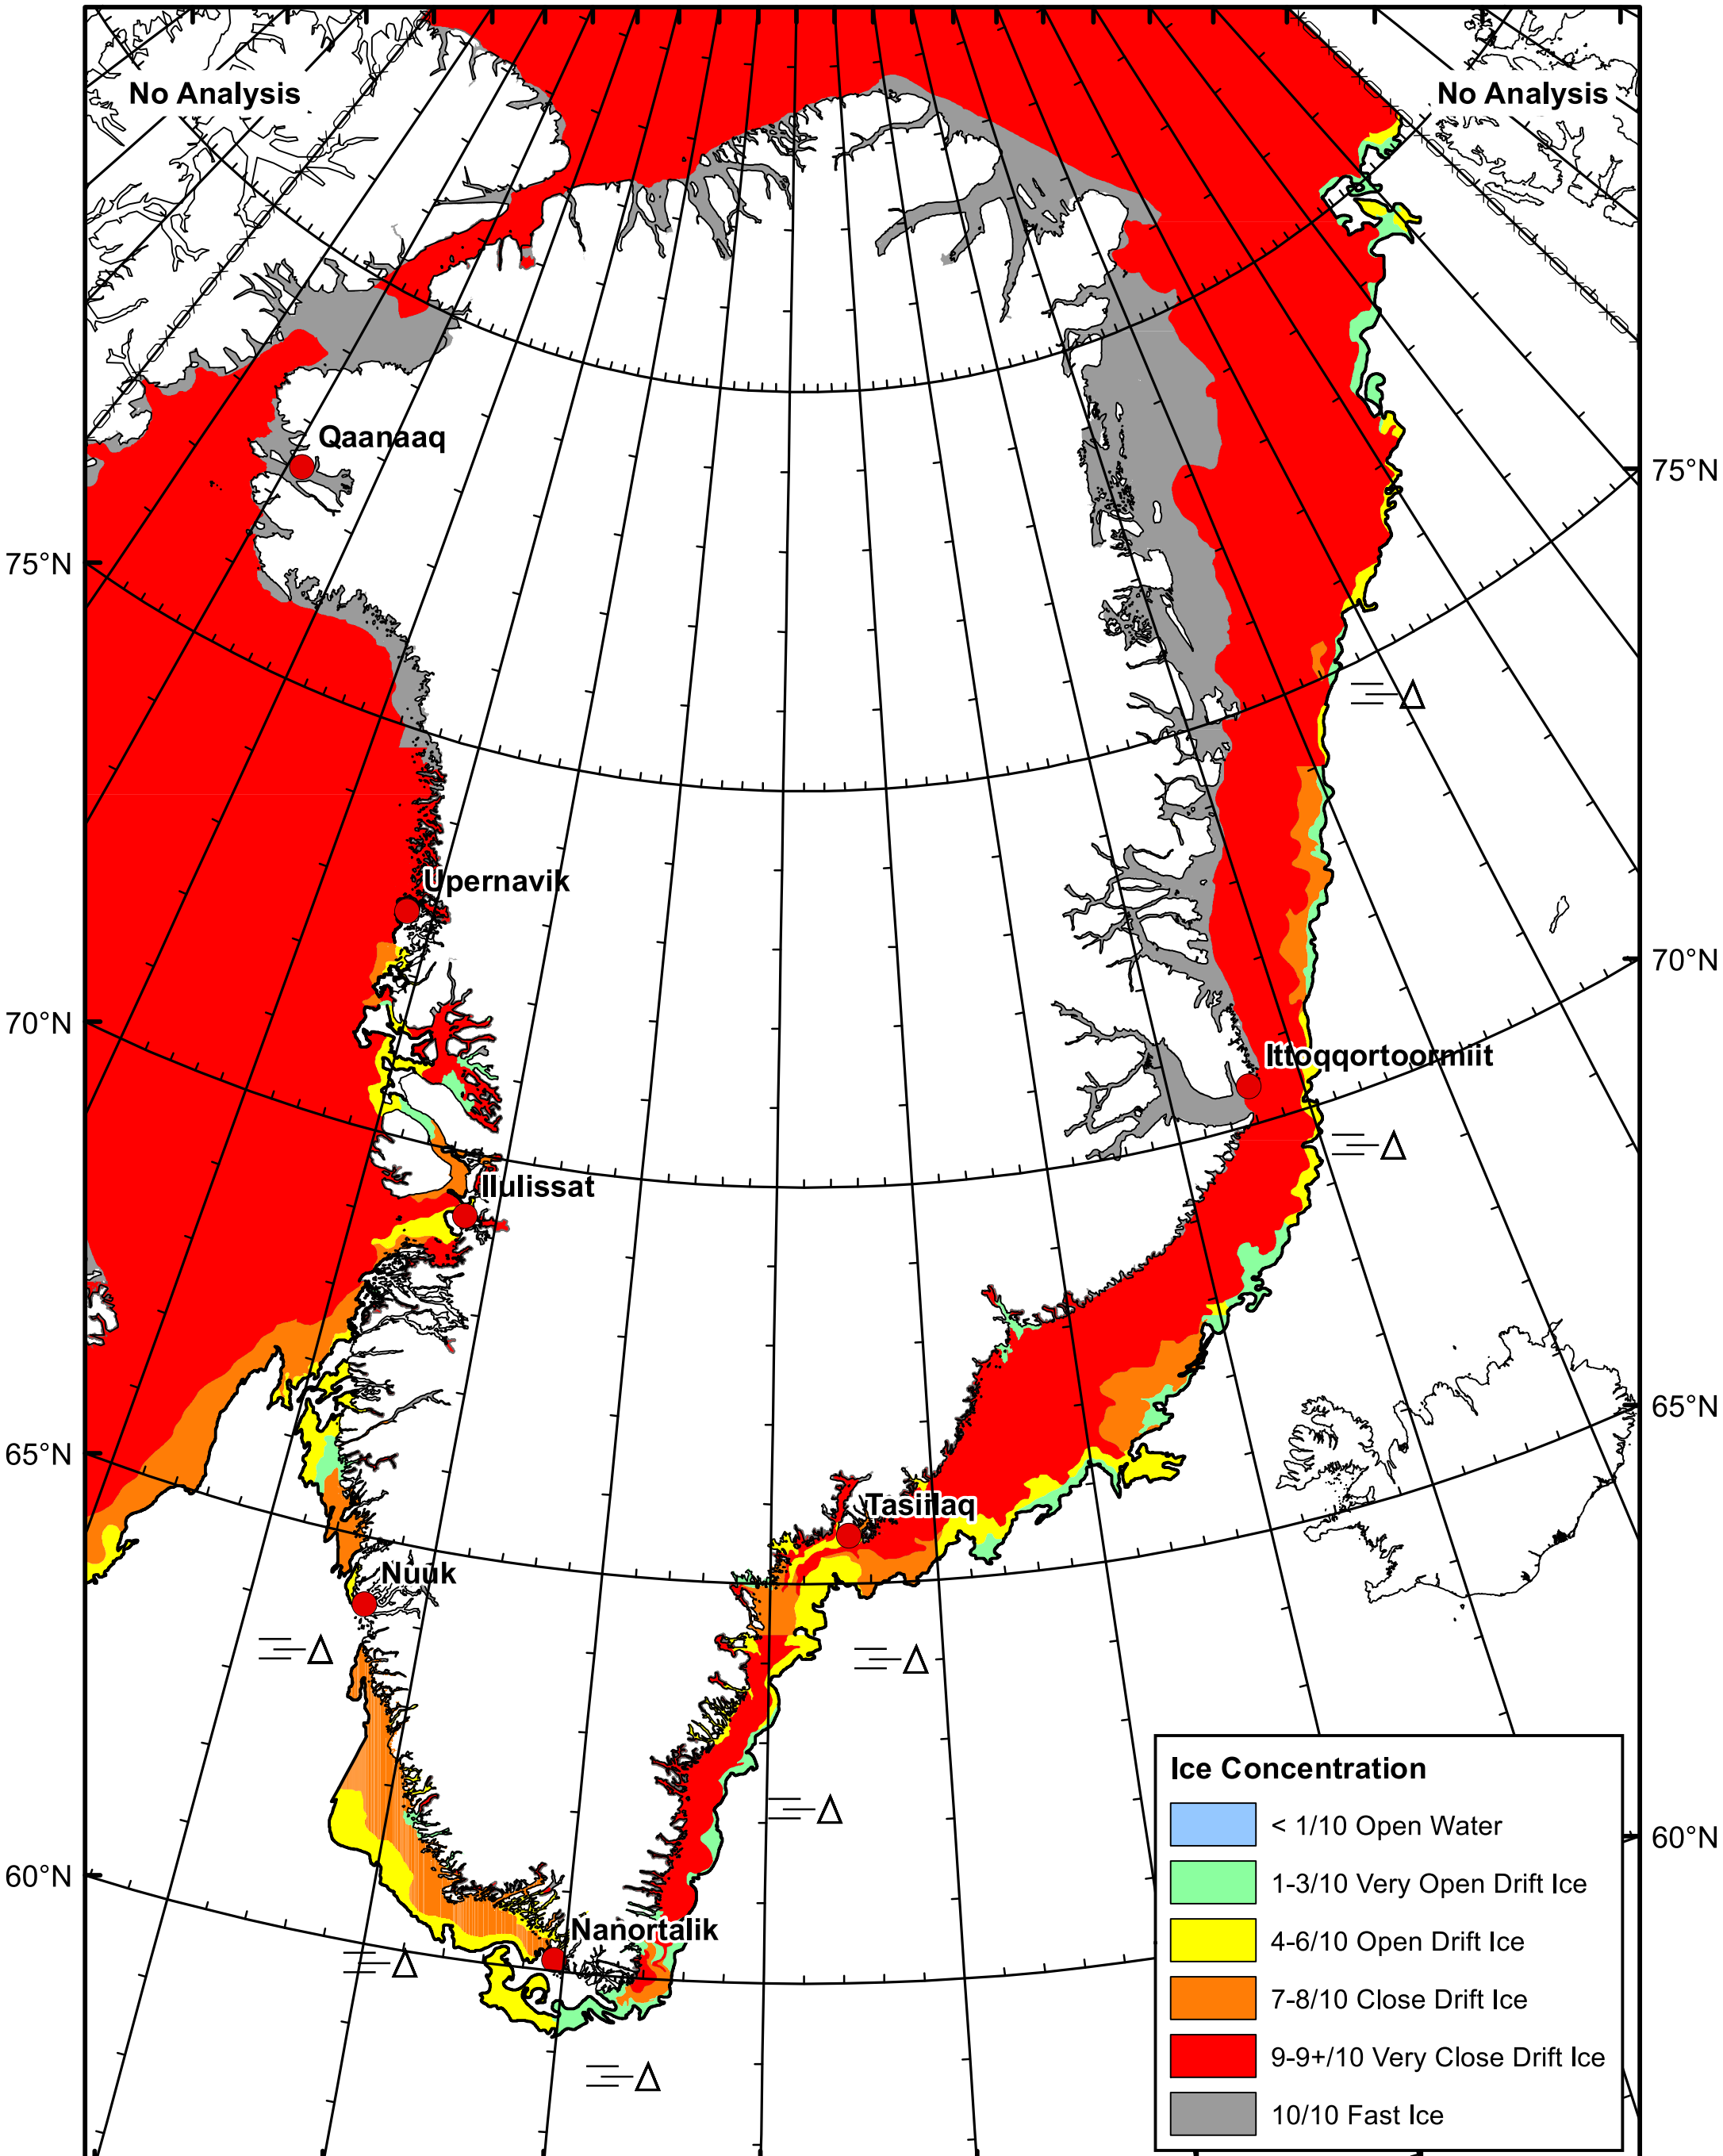 No Analysis
No Analysis
Qaanaaq
75°N
75°N
Upernavik
70°N
70°N
Ittoqqortoormiit
Ilulissat
65°N
65°N
Tasiilaq
Nuuk
60°N
60°N
Nanortalik
Ice Concentration
< 1/10 Open Water
1-3/10 Very Open Drift Ice
4-6/10 Open Drift Ice
7-8/10 Close Drift Ice
9-9+/10 Very Close Drift Ice
10/10 Fast Ice